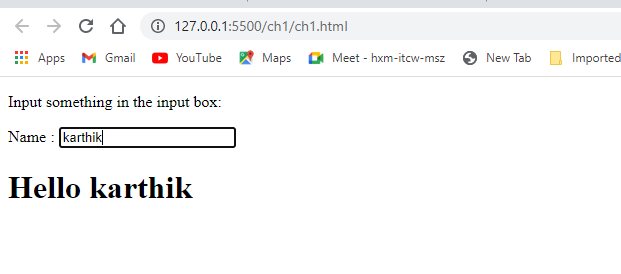 127.0.0.1:5500/ch1/ch1.html
Apps Gmail YouTube Maps Meet - hxm-itcw-msz New Tab Imported
Input something in the input box:
Name : karthik
Hello karthik